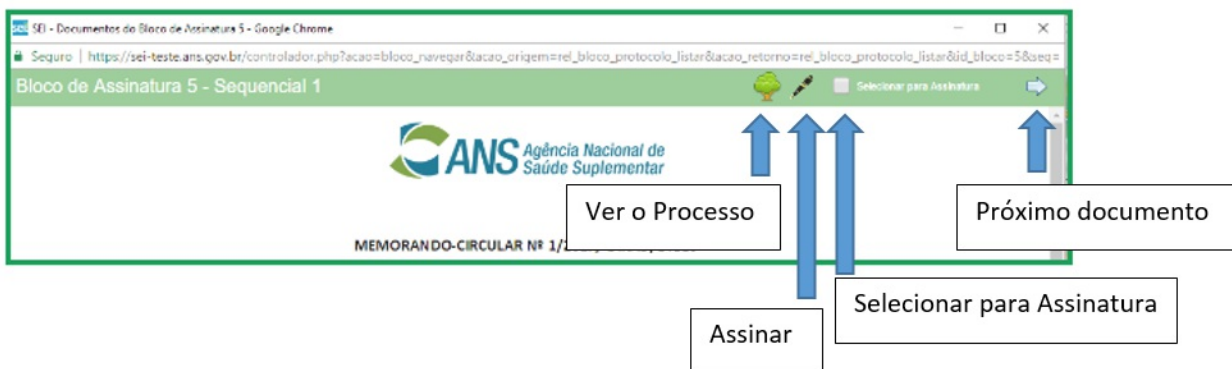 SEI - Documentos do Bloco de Assinatura 5 - Google Chrome
Seguro | https://sei-teste.ans.gov.br/controlador.php?acao=bloco_navegar&acao_origem=rel_bloco_protocolo_listar&acao_retorno=rel_bloco_protocolo_listar&id_bloco=5&seq=
Bloco de Assinatura 5 - Sequencial 1
Selecionar para Assinatura
ANS Agência Nacional de
Saúde Suplementar
Ver o Processo
Próximo documento
MEMORANDO-CIRCULAR Nº
Selecionar para Assinatura
Assinar